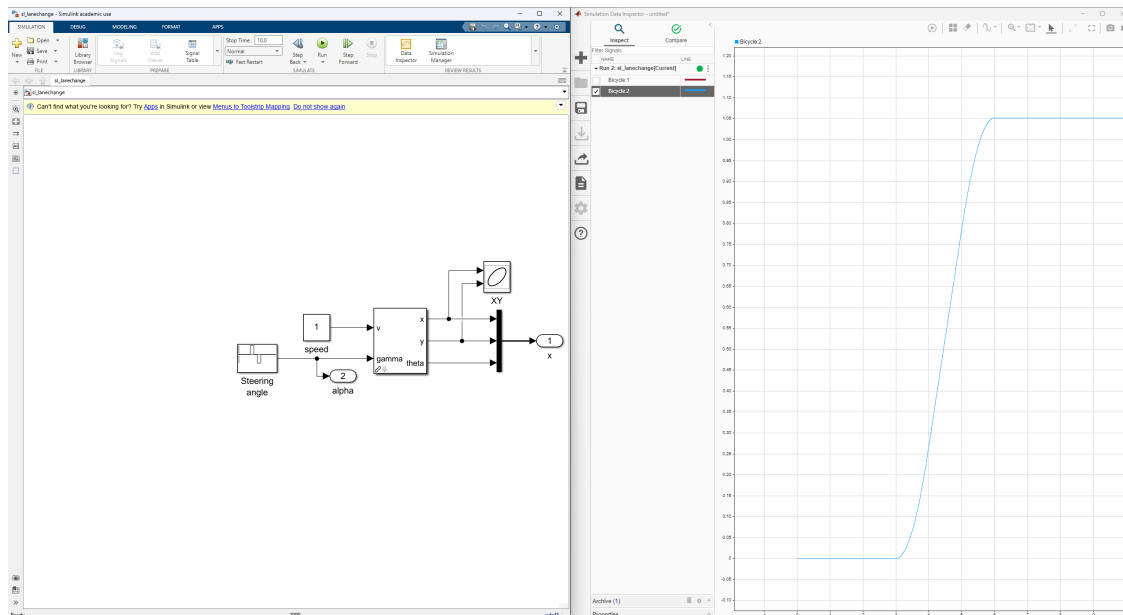 sl_lanechange - Simulink academic use
SIMULATION DEBUG MODELING FORMAT APPS
New
Open
Save
Print
FILE
Library Browser
LIBRARY
Log Signals
Add Viewer
Signal Table
PREPARE
Stop Time 10.0
Normal
Fast Restart
Step Back
Run
Step Forward
Stop
SIMULATE
Data Inspector
Simulation Manager
REVIEW RESULTS
sl_lanechange
sl_lanechange
Can't find what you're looking for? Try Apps in Simulink or view Menus to Toolstrip Mapping. Do not show again
XY
1
speed
v
gamma
x
y
theta
1
x
Steering angle
2
alpha
Ready
200%
ode45
Simulation Data Inspector - untitled*
Inspect
Compare
Filter Signals
NAME LINE
Run 2: sl_lanechange[Current]
Bicycle:1
Bicycle:2
Archive (1)
Properties
Bicycle:2
1.20
1.15
1.10
1.05
1.00
0.95
0.90
0.85
0.80
0.75
0.70
0.65
0.60
0.55
0.50
0.45
0.40
0.35
0.30
0.25
0.20
0.15
0.10
0.05
0
-0.05
-0.10